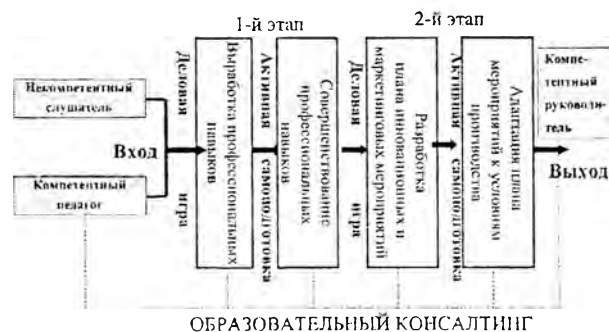 1-й этап
2-й этап
Некомпетентный
слушатель
Вход
Компетентный
педагог
Деловая игра
Выработка профессиональных
навыков
Активная самоподготовка
Совершенствование
профессиональных
навыков
Деловая игра
Разработка
плана инновационных и
маркетинговых мероприятий
Активная самоподготовка
Адаптация плана
мероприятий к условиям
производства
Компе-
тентный
руководи-
тель
Выход
ОБРАЗОВАТЕЛЬНЫЙ КОНСАЛТИНГ